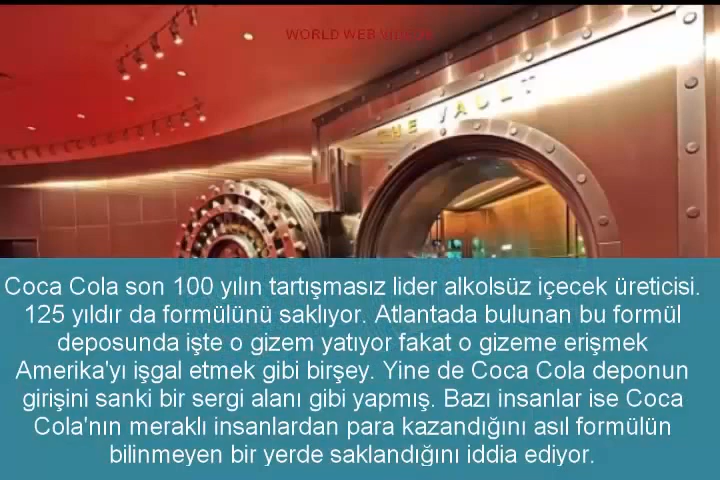 WORLD WEB VIDEOS
THE VAULT
Coca Cola son 100 yılın tartışmasız lider alkolsüz içecek üreticisi.
125 yıldır da formülünü saklıyor. Atlantada bulunan bu formül
deposunda işte o gizem yatıyor fakat o gizeme erişmek
Amerika'yı işgal etmek gibi birşey. Yine de Coca Cola deponun
girişini sanki bir sergi alanı gibi yapmış. Bazı insanlar ise Coca
Cola'nın meraklı insanlardan para kazandığını asıl formülün
bilinmeyen bir yerde saklandığını iddia ediyor.